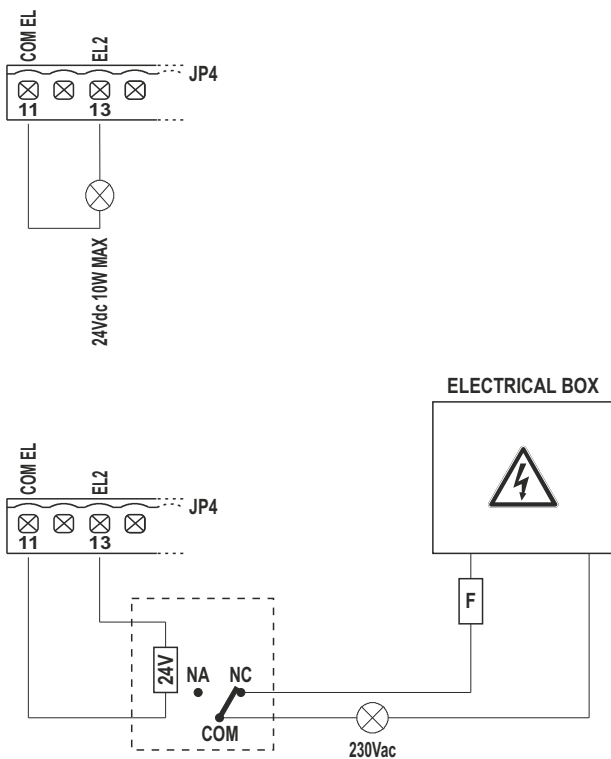 COM EL
EL2
JP4
11
13
24Vdc 10W MAX
ELECTRICAL BOX
COM EL
EL2
JP4
11
13
F
24V
NA
NC
COM
230Vac